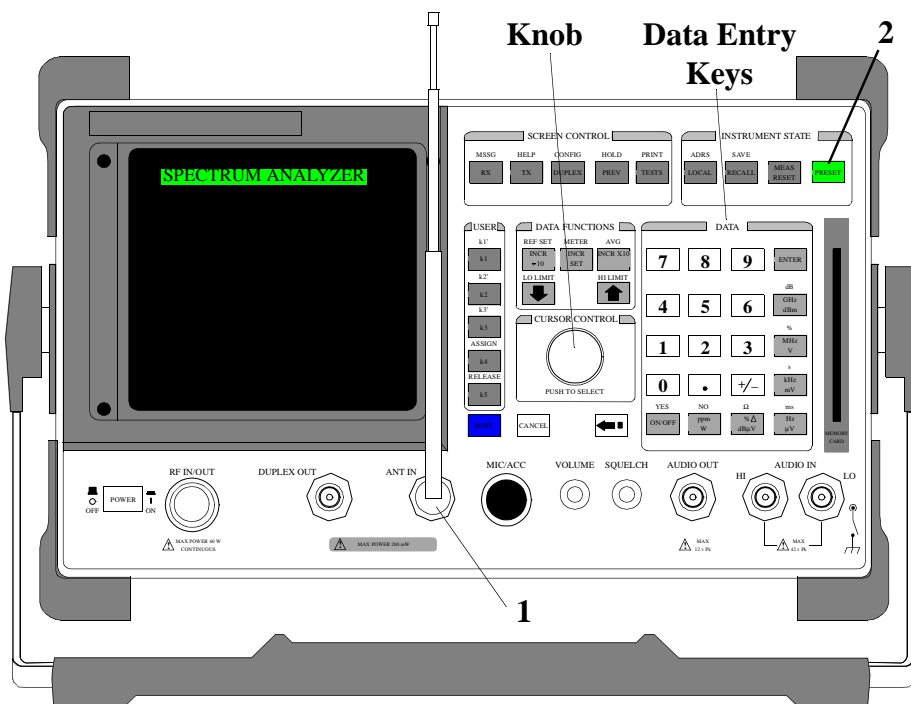 Knob
Data Entry
Keys
2
SPECTRUM ANALYZER
SCREEN CONTROL
MSSG HELP CONFIG HOLD PRINT
RX TX DUPLEX PREV TESTS
INSTRUMENT STATE
ADRS SAVE
LOCAL RECALL MEAS RESET PRESET
USER
k1'
k1
k2'
k2
k3'
k3
ASSIGN
k4
RELEASE
k5
DATA FUNCTIONS
REF SET METER AVG
INCR ÷10 INCR SET INCR X10
LO LIMIT HI LIMIT
CURSOR CONTROL
PUSH TO SELECT
CANCEL
DATA
7 8 9 ENTER
dB
4 5 6 GHz dBm
%
1 2 3 MHz V
s
0 . +/− kHz mV
YES NO Ω ms
ON/OFF ppm W %Δ dBµV Hz µV
MEMORY
CARD
RF IN/OUT DUPLEX OUT ANT IN MIC/ACC VOLUME SQUELCH AUDIO OUT AUDIO IN
HI LO
POWER
OFF ON
MAX POWER 60 W
CONTINUOUS
MAX POWER 200 mW
MAX
12 v Pk
MAX
42 v Pk
1